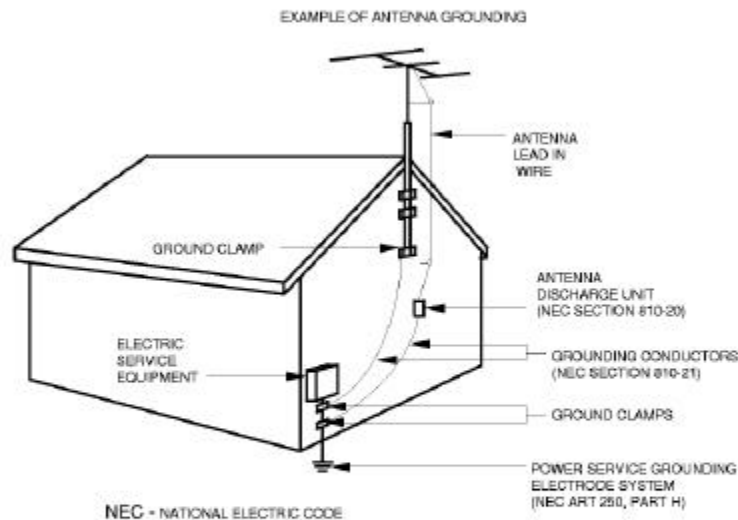 EXAMPLE OF ANTENNA GROUNDING
ANTENNA
LEAD IN
WIRE
GROUND CLAMP
ANTENNA
DISCHARGE UNIT
(NEC SECTION 810-20)
ELECTRIC
SERVICE
EQUIPMENT
GROUNDING CONDUCTORS
(NEC SECTION 810-21)
GROUND CLAMPS
POWER SERVICE GROUNDING
ELECTRODE SYSTEM
(NEC ART 250, PART H)
NEC - NATIONAL ELECTRIC CODE